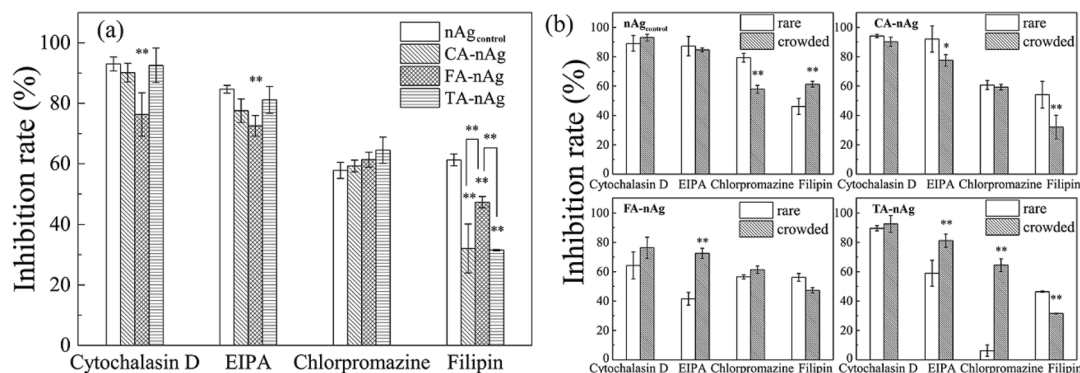 (a)
nAgcontrol
CA-nAg
FA-nAg
TA-nAg
Inhibition rate (%)
100
80
60
40
20
0
**
**
**
**
**
**
**
Cytochalasin D EIPA Chlorpromazine Filipin
(b)
Inhibition rate (%)
nAgcontrol
rare
crowded
100
80
60
40
20
0
**
**
Cytochalasin D EIPA Chlorpromazine Filipin
CA-nAg
rare
crowded
100
80
60
40
20
0
*
**
Cytochalasin D EIPA Chlorpromazine Filipin
FA-nAg
rare
crowded
100
80
60
40
20
0
**
Cytochalasin D EIPA Chlorpromazine Filipin
TA-nAg
rare
crowded
100
80
60
40
20
0
**
**
**
Cytochalasin D EIPA Chlorpromazine Filipin